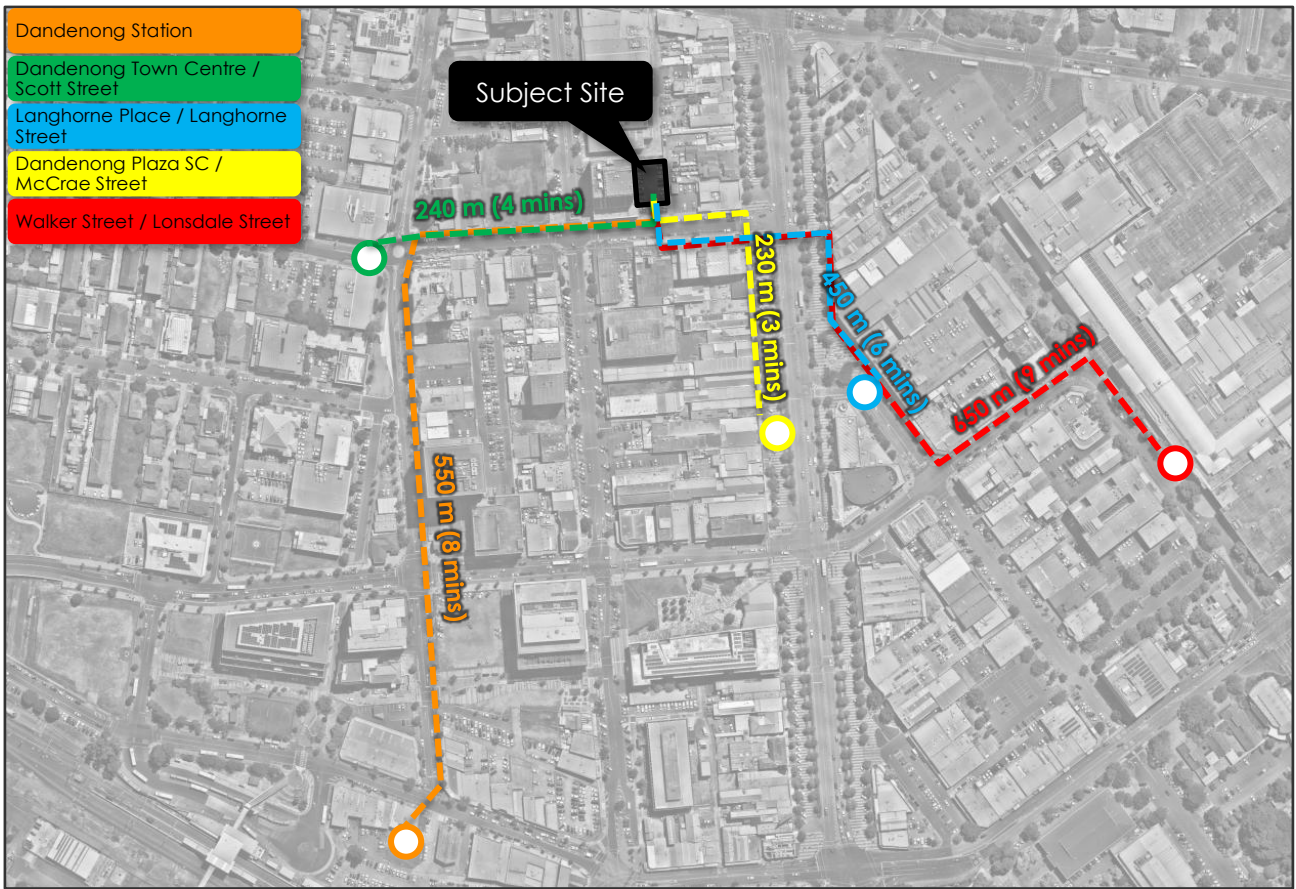 Dandenong Station
Dandenong Town Centre /
Scott Street
Langhorne Place / Langhorne
Street
Dandenong Plaza SC /
McCrae Street
Walker Street / Lonsdale Street
Subject Site
240 m (4 mins)
230 m (3 mins)
450 m (6 mins)
650 m (9 mins)
550 m (8 mins)